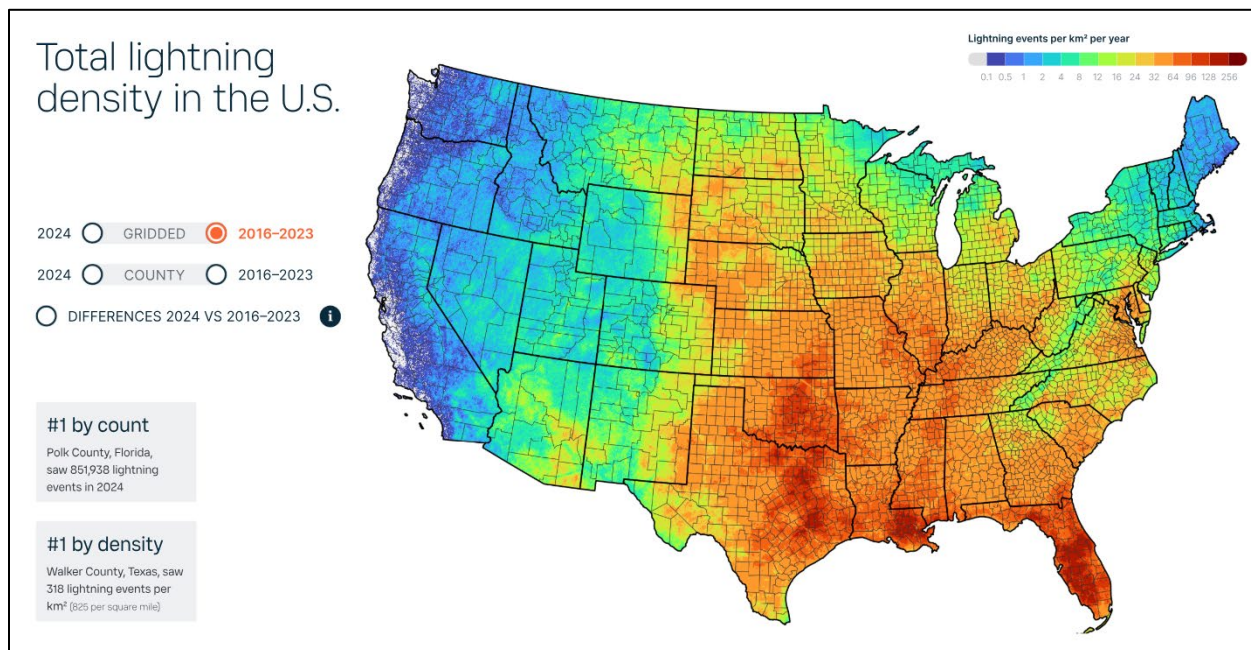 Total lightning
density in the U.S.
Lightning events per km² per year
0.1 0.5 1 2 4 8 12 16 24 32 64 96 128 256
2024 GRIDDED 2016–2023
2024 COUNTY 2016–2023
DIFFERENCES 2024 VS 2016–2023 i
#1 by count
Polk County, Florida,
saw 851,938 lightning
events in 2024
#1 by density
Walker County, Texas, saw
318 lightning events per
km² (825 per square mile)